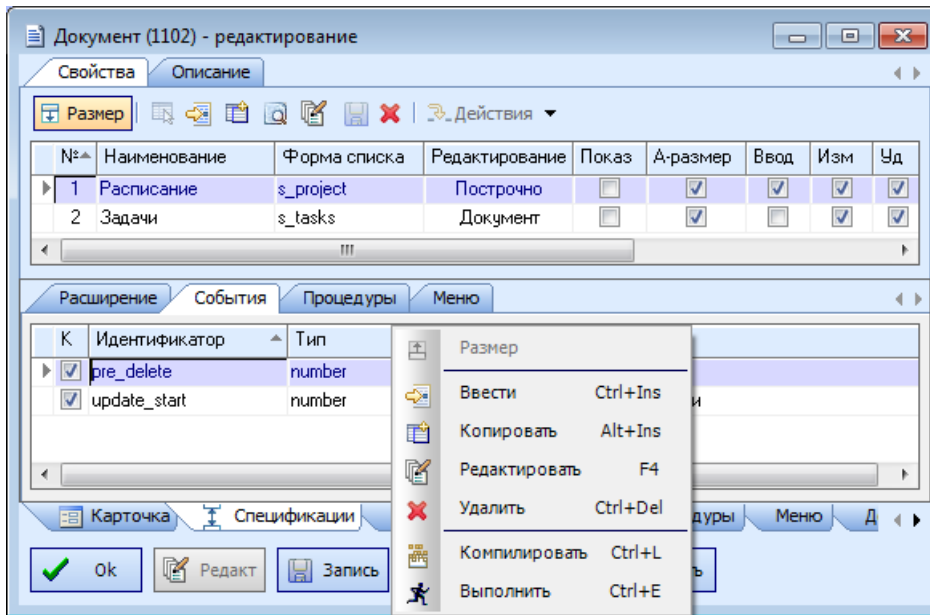 Документ (1102) - редактирование
Свойства Описание
Размер Действия
№ Наименование Форма списка Редактирование Показ А-размер Ввод Изм Уд
1 Расписание s_project Построчно
2 Задачи s_tasks Документ
Расширение События Процедуры Меню
К Идентификатор Тип
pre_delete number
update_start number и
Размер
Ввести Ctrl+Ins
Копировать Alt+Ins
Редактировать F4
Удалить Ctrl+Del
Компилировать Ctrl+L
Выполнить Ctrl+E
Карточка Спецификации дуры Меню Д
Ok Редакт Запись ь